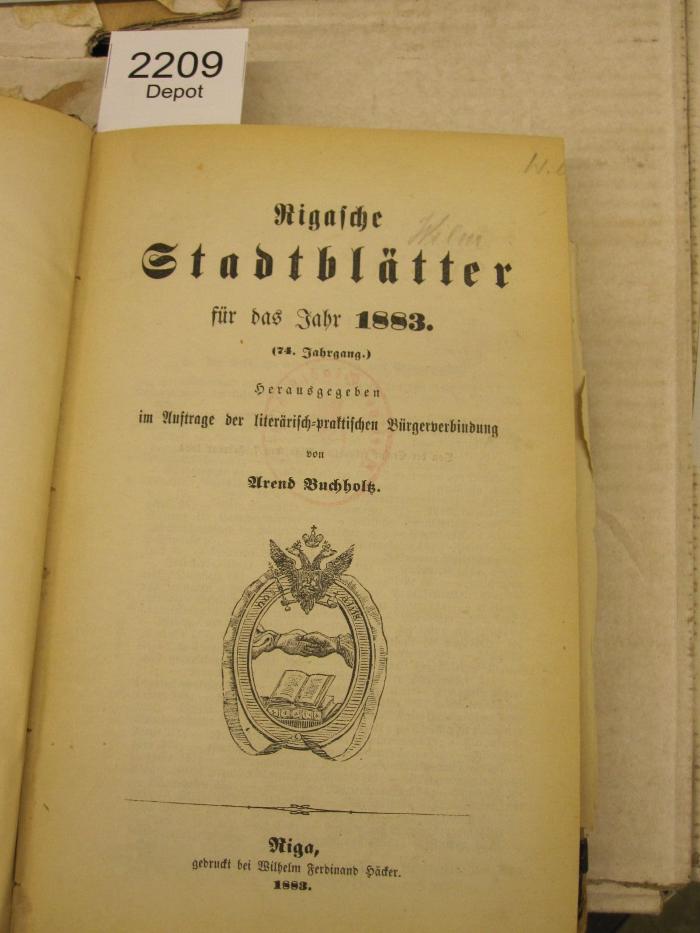 2209
Depot
Rigasche
Stadtblätter
für das Jahr 1883.
(74. Jahrgang.)
Herausgegeben
im Auftrage der literärisch-praktischen Bürgerverbindung
von
Arend Buchholtz.
Riga,
gedruckt bei Wilhelm Ferdinand Häcker.
1883.